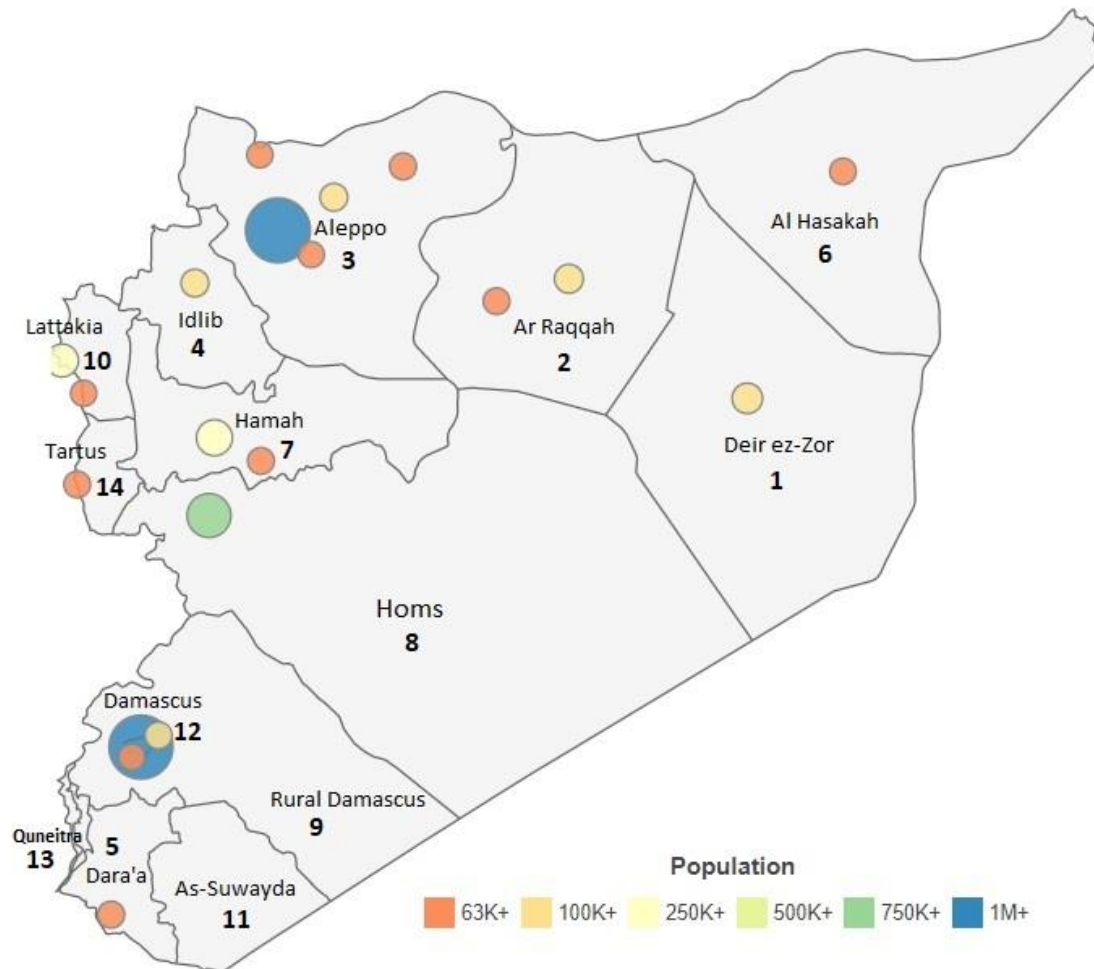 Aleppo
3
Al Hasakah
6
Idlib
4
Ar Raqqah
2
Lattakia
10
Hamah
7
Deir ez-Zor
1
Tartus
14
Homs
8
Damascus
12
Rural Damascus
9
Quneitra
13
5
Dara'a
As-Suwayda
11
Population
63K+ 100K+ 250K+ 500K+ 750K+ 1M+